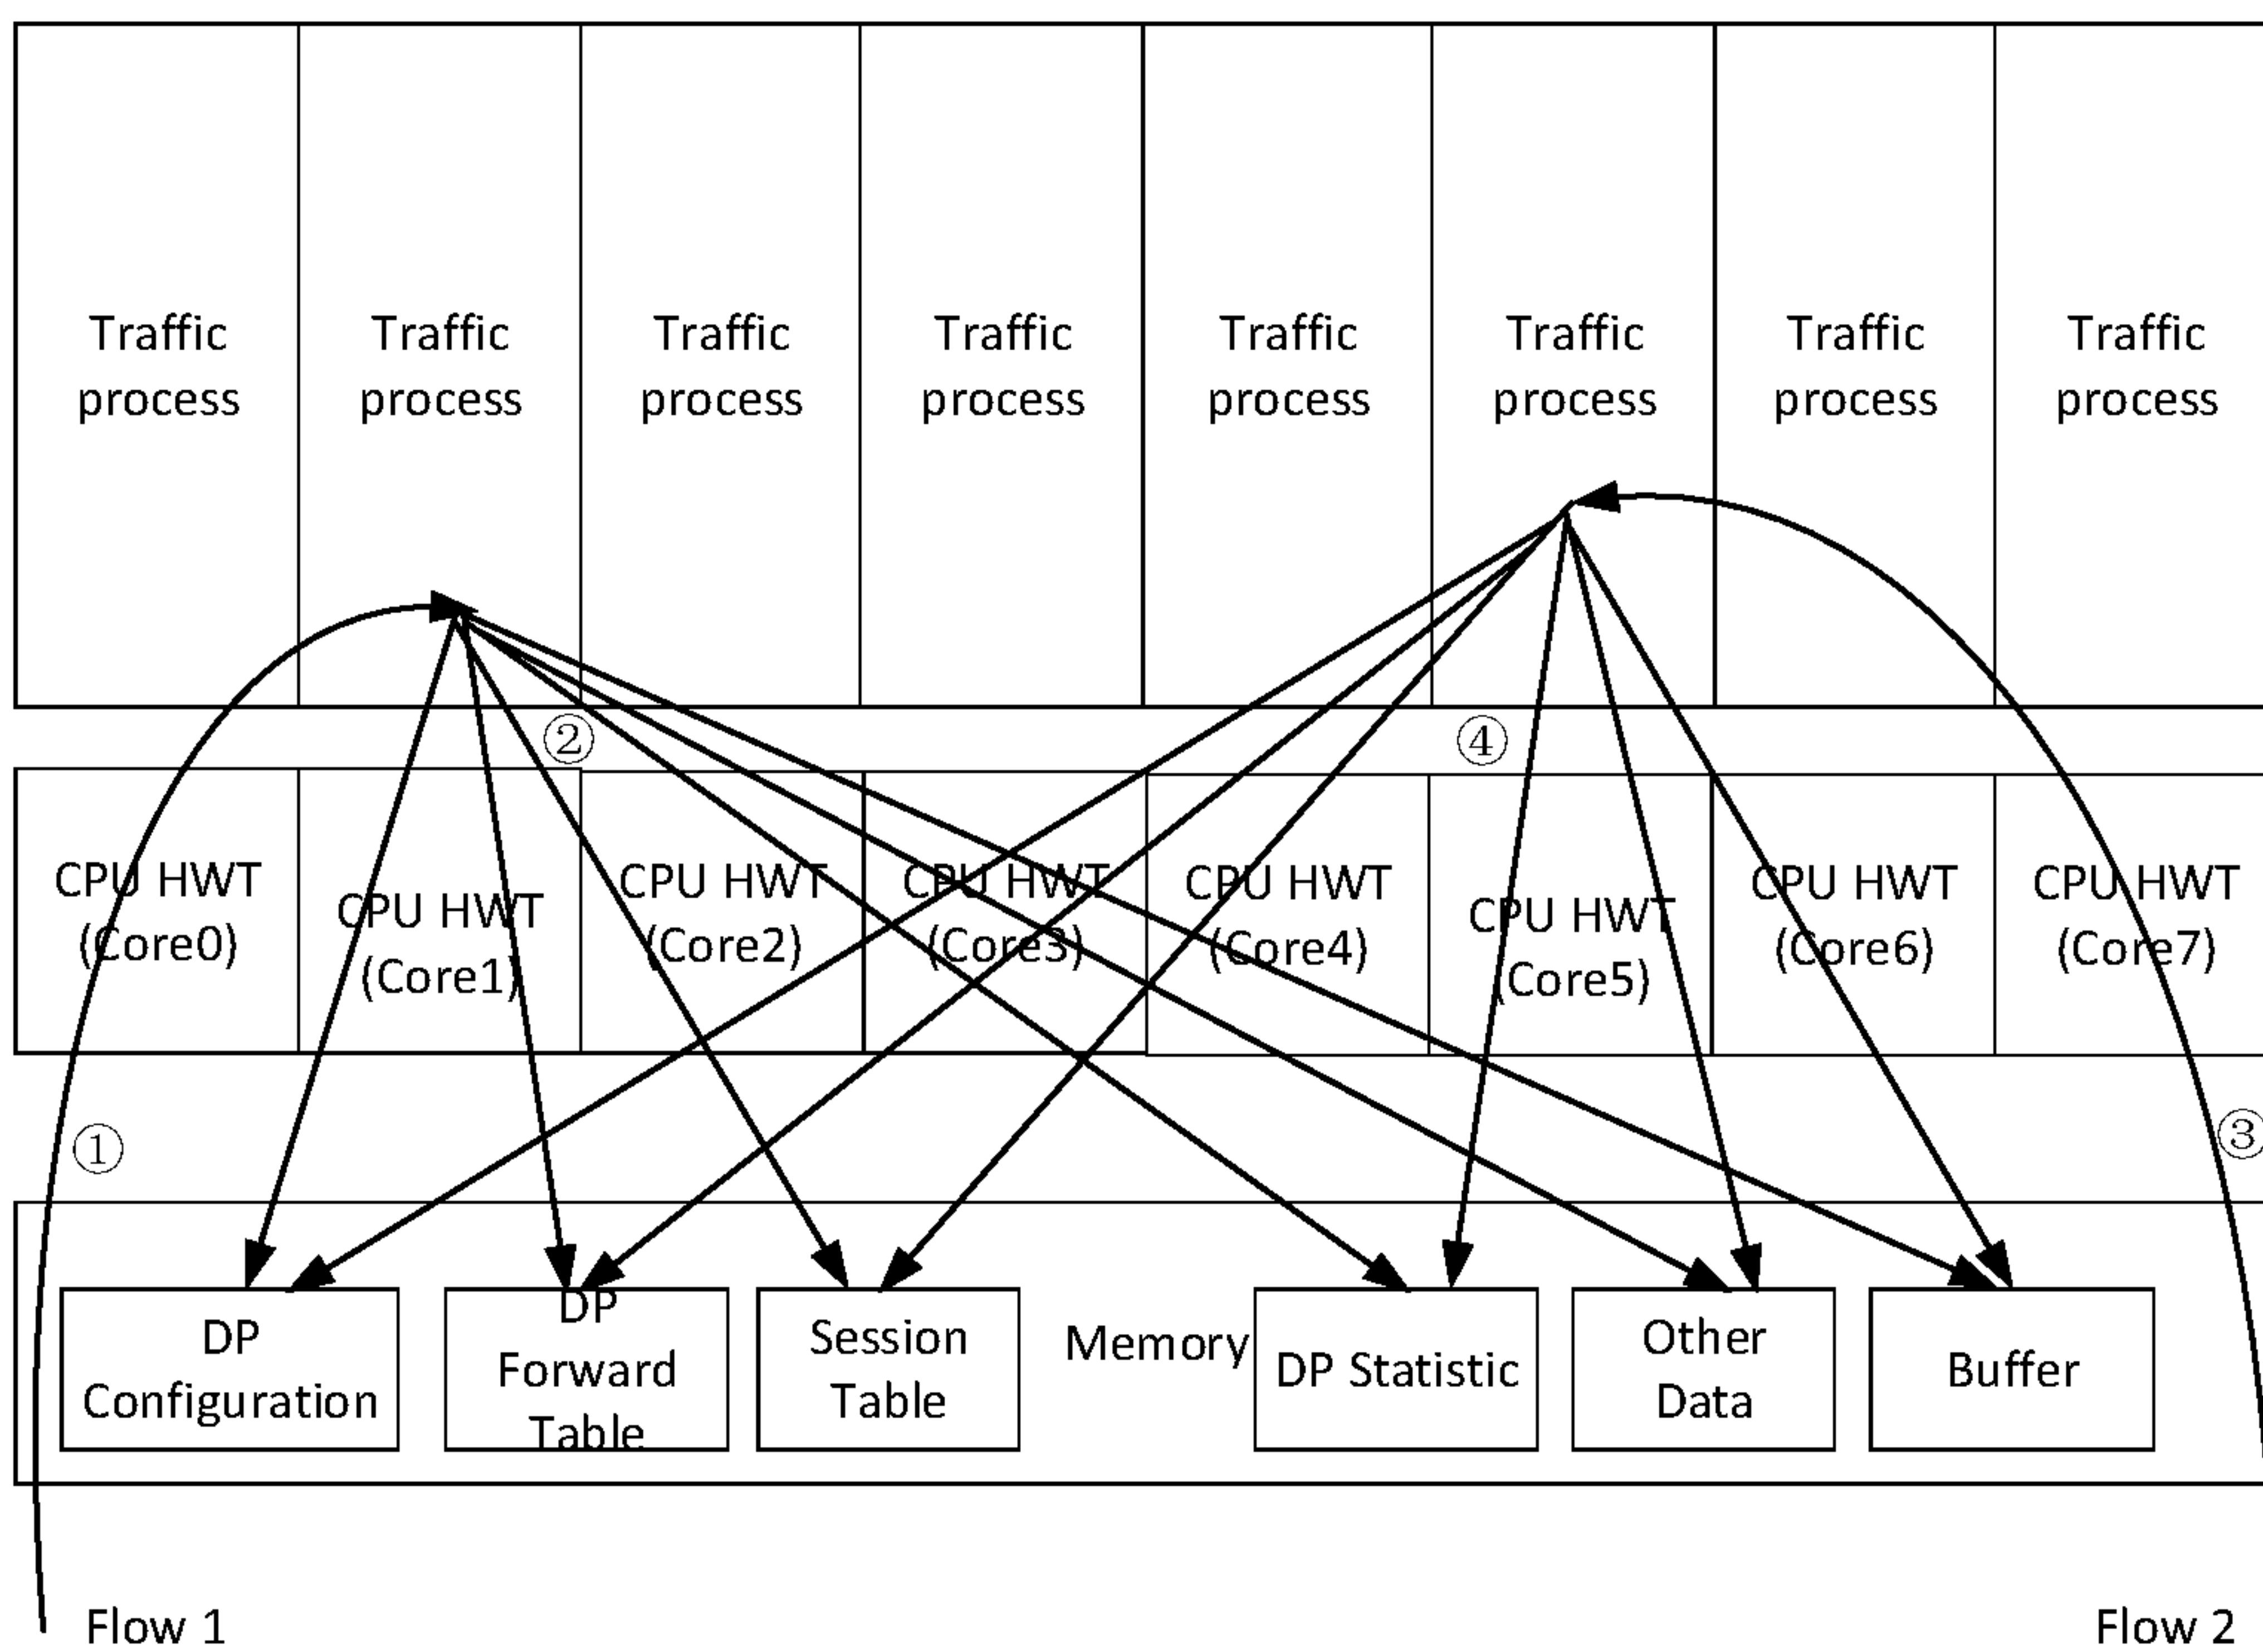 Traffic
process
Traffic
process
Traffic
process
Traffic
process
Traffic
process
Traffic
process
Traffic
process
Traffic
process
②
④
CPU HWT
(Core0)
CPU HWT
(Core1)
CPU HWT
(Core2)
CPU HWT
(Core3)
CPU HWT
(Core4)
CPU HWT
(Core5)
CPU HWT
(Core6)
CPU HWT
(Core7)
①
③
DP
Configuration
DP
Forward
Table
Session
Table
Memory
DP Statistic
Other
Data
Buffer
Flow 1
Flow 2